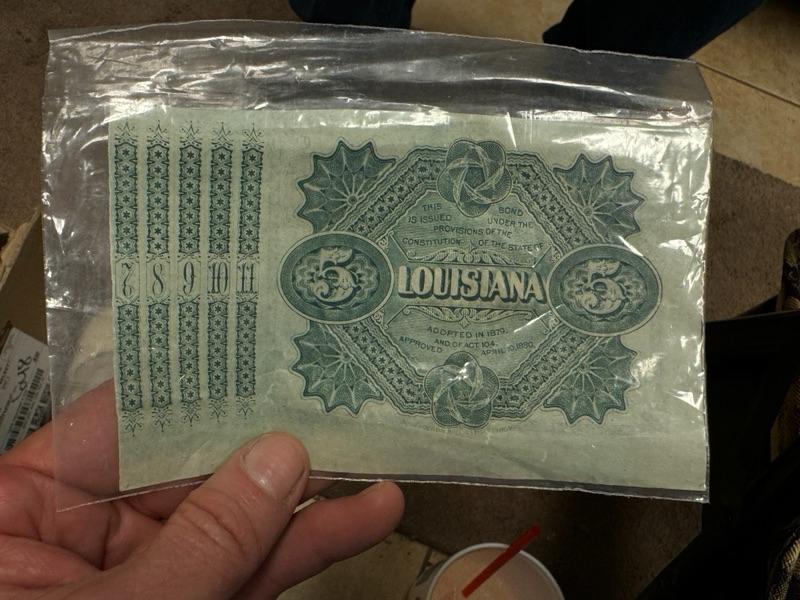 THIS BOND
IS ISSUED UNDER THE
PROVISIONS OF THE
CONSTITUTION OF THE STATE OF
5 LOUISIANA 5
ADOPTED IN 1879,
AND OF ACT 104,
APPROVED APRIL 10, 1880.
7 8 9 10 11